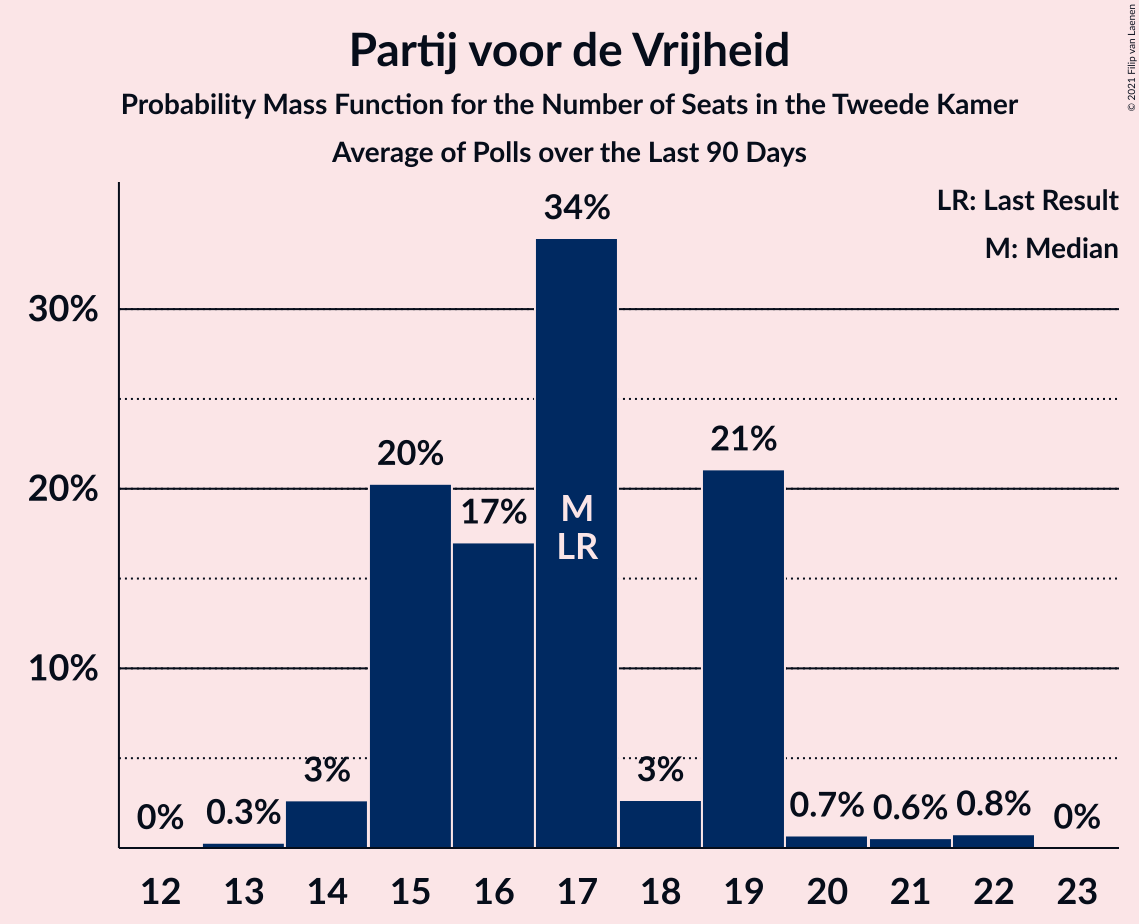 Partij voor de Vrijheid
Probability Mass Function for the Number of Seats in the Tweede Kamer
Average of Polls over the Last 90 Days
© 2021 Filip van Laenen
LR: Last Result
M: Median
34%
30%
21%
20%
20%
17%
M
LR
10%
3%
3%
0%
0.3%
0.7%
0.6%
0.8%
0%
12 13 14 15 16 17 18 19 20 21 22 23